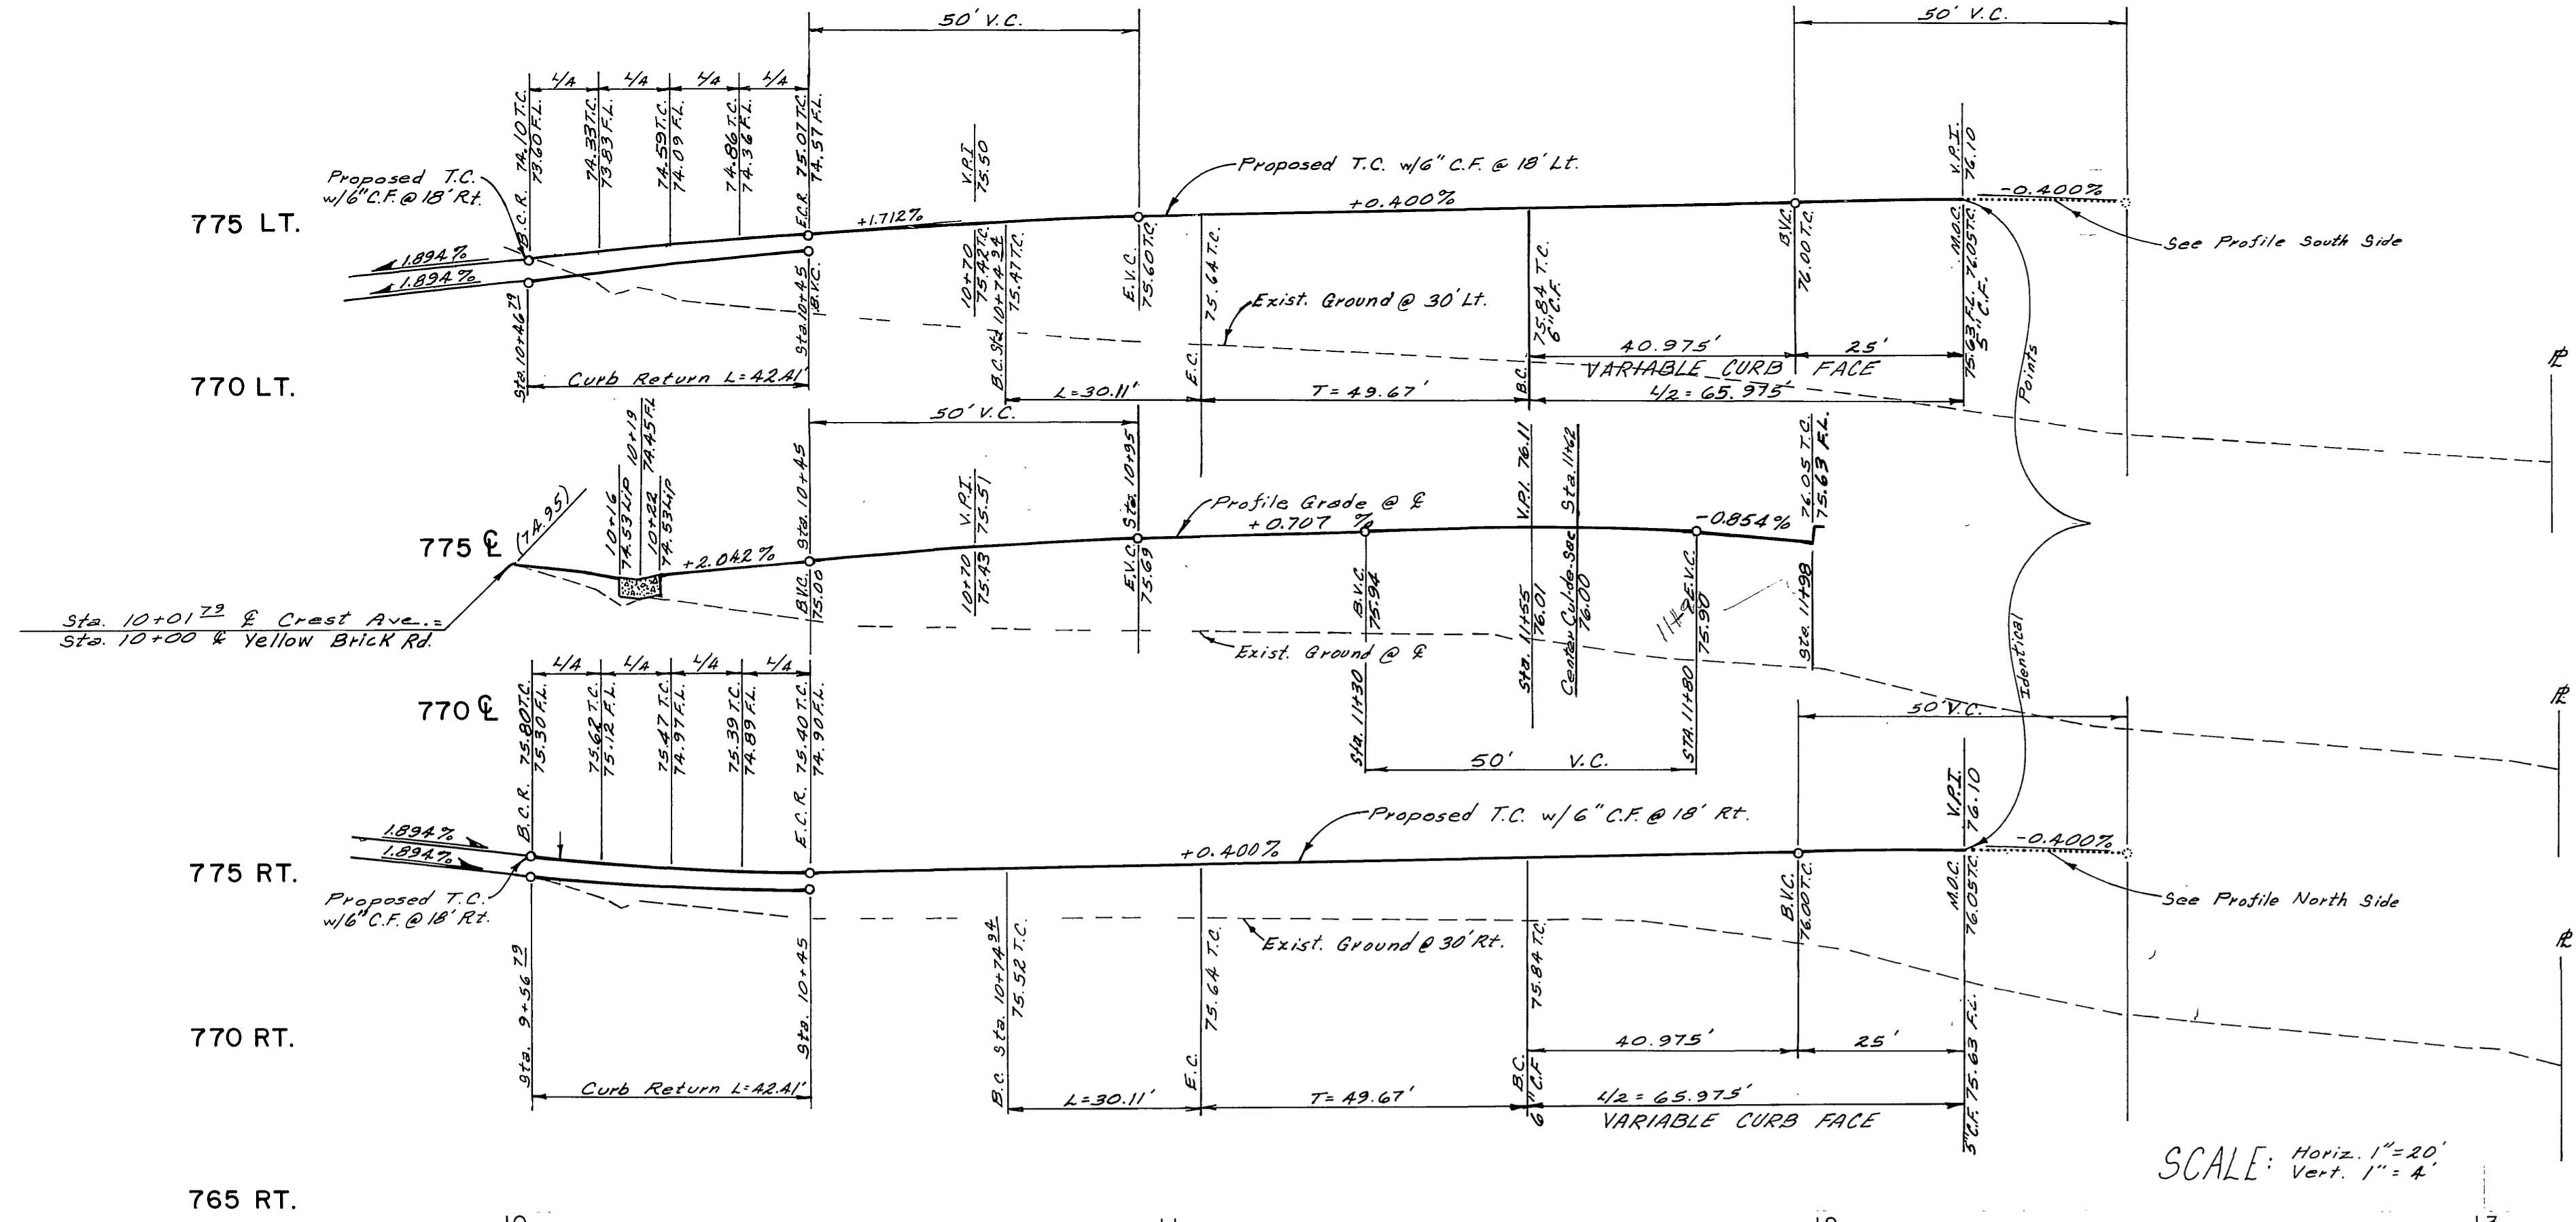 50' V.C.
50' V.C.
L/4 L/4 L/4 L/4
B.C.R. 74.10 T.C.
73.60 F.L.
74.33 T.C.
73.83 F.L.
74.59 T.C.
74.09 F.L.
74.86 T.C.
74.36 F.L.
E.C.R. 75.07 T.C.
74.57 F.L.
V.P.I
75.50
V.P.I.
76.10
Proposed T.C.
w/6" C.F. @ 18' Rt.
Proposed T.C. w/6" C.F. @ 18' Lt.
775 LT.
+1.712%
+0.400%
-0.400%
See Profile South Side
1.894%
1.894%
Sta. 10+46 79
Sta. 10+45
B.V.C.
10+70
75.42 T.C.
B.C. Sta 10+74 94
75.47 T.C.
E.V.C.
75.60 T.C.
75.64 T.C.
E.C.
75.84 T.C.
6" C.F.
B.C.
B.V.C.
76.00 T.C.
M.O.C. 76.05 T.C.
75.63 F.L.
5" C.F.
Exist. Ground @ 30' Lt.
40.975' 25'
VARIABLE CURB FACE
770 LT.
Curb Return L=42.41'
L=30.11'
T=49.67'
L/2=65.975'
Points
PL
50' V.C.
10+16
74.53 Lip
10+19
74.45 F.L
10+22
74.53 Lip
Sta. 10+45
V.P.I.
75.51
Sta. 10+95
V.P.I. 76.11
Center Cul-de-Sac Sta. 11+62
76.00
76.05 T.C.
75.63 F.L.
(74.95)
775 CL
+2.042%
Profile Grade @ CL
+0.707 %
-0.854%
B.V.C.
75.00
10+70
75.43
E.V.C.
75.69
B.V.C.
75.94
Sta. 11+55
76.01
E.V.C.
75.90
Sta. 11+98
Sta. 10+01 79 CL Crest Ave.=
Sta. 10+00 CL Yellow Brick Rd.
Exist. Ground @ CL
Sta. 11+30
STA. 11+80
Identical
770 CL
L/4 L/4 L/4 L/4
B.C.R. 75.80 T.C.
75.30 F.L.
75.62 T.C.
75.12 F.L.
75.47 T.C.
74.97 F.L.
75.39 T.C.
74.89 F.L.
E.C.R. 75.40 T.C.
74.90 F.L.
50' V.C.
50' V.C.
PL
V.P.I.
76.10
Proposed T.C. w/6" C.F. @ 18' Rt.
1.894%
1.894%
775 RT.
+0.400%
-0.400%
See Profile North Side
Proposed T.C.
w/6" C.F. @ 18' Rt.
Exist. Ground @ 30' Rt.
B.V.C.
76.00 T.C.
M.O.C. 76.05 T.C.
PL
Sta. 9+56 79
Sta. 10+45
B.C. Sta. 10+74 94
75.52 T.C.
75.64 T.C.
E.C.
75.84 T.C.
B.C.
6" C.F
75.63 F.L.
770 RT.
40.975' 25'
Curb Return L=42.41'
L=30.11'
T=49.67'
L/2=65.975'
VARIABLE CURB FACE
SCALE: Horiz. 1"=20'
Vert. 1"=4'
765 RT.